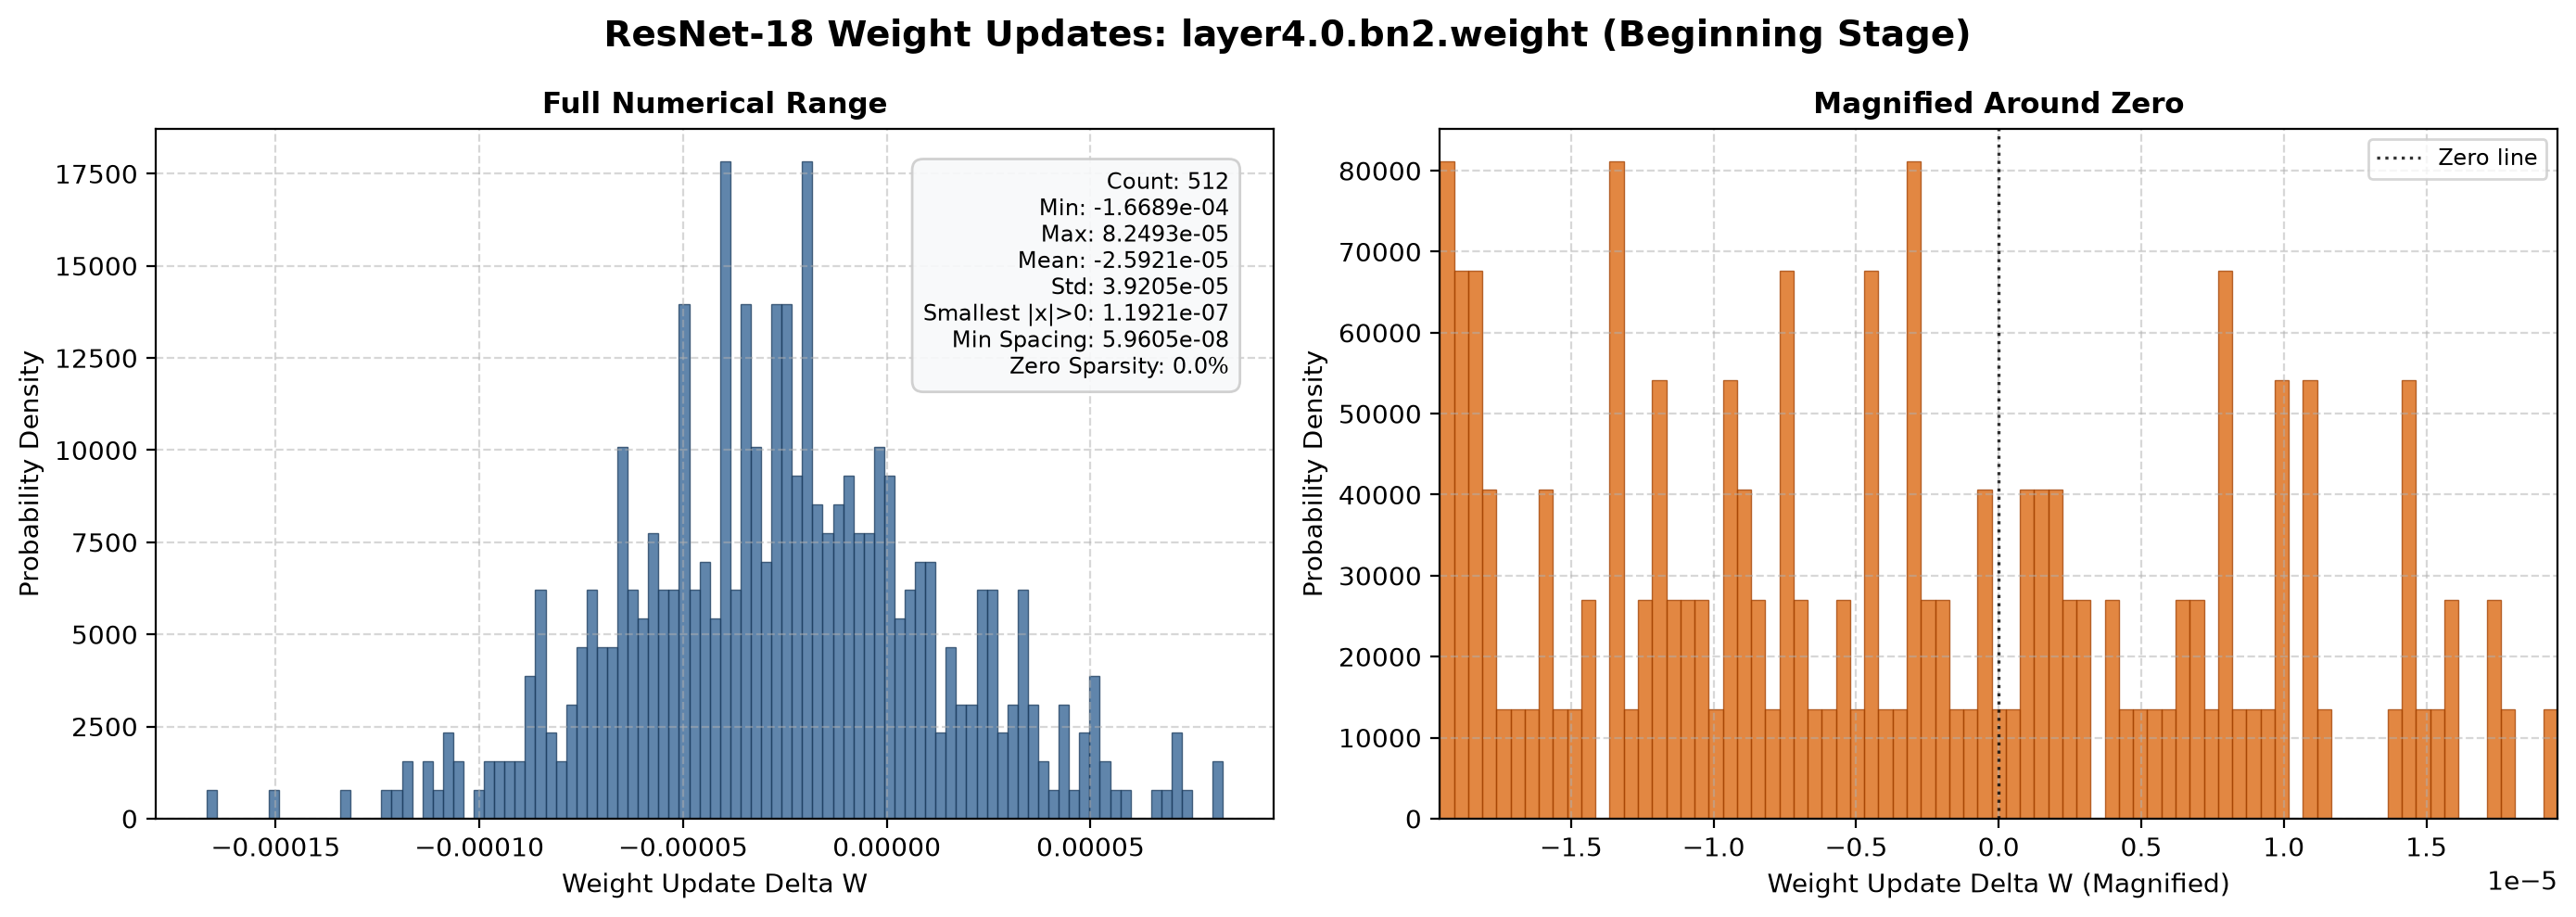 ResNet-18 Weight Updates: layer4.0.bn2.weight (Beginning Stage)
Full Numerical Range
Probability Density
17500
15000
12500
10000
7500
5000
2500
0
Count: 512
Min: -1.6689e-04
Max: 8.2493e-05
Mean: -2.5921e-05
Std: 3.9205e-05
Smallest |x|>0: 1.1921e-07
Min Spacing: 5.9605e-08
Zero Sparsity: 0.0%
−0.00015 −0.00010 −0.00005 0.00000 0.00005
Weight Update Delta W
Magnified Around Zero
Probability Density
80000
70000
60000
50000
40000
30000
20000
10000
0
Zero line
−1.5 −1.0 −0.5 0.0 0.5 1.0 1.5
1e−5
Weight Update Delta W (Magnified)